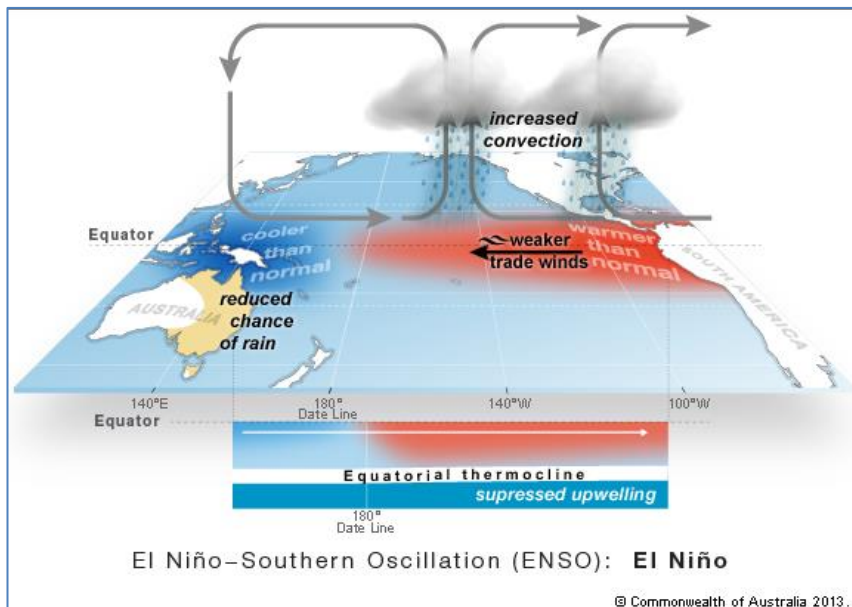 increased
convection
Equator
cooler
than
normal
weaker
trade winds
warmer
than
normal
SOUTH AMERICA
AUSTRALIA
reduced
chance
of rain
140°E
180°
Date Line
140°W
100°W
Equator
Equatorial thermocline
supressed upwelling
180°
Date Line
El Niño–Southern Oscillation (ENSO): El Niño
© Commonwealth of Australia 2013.